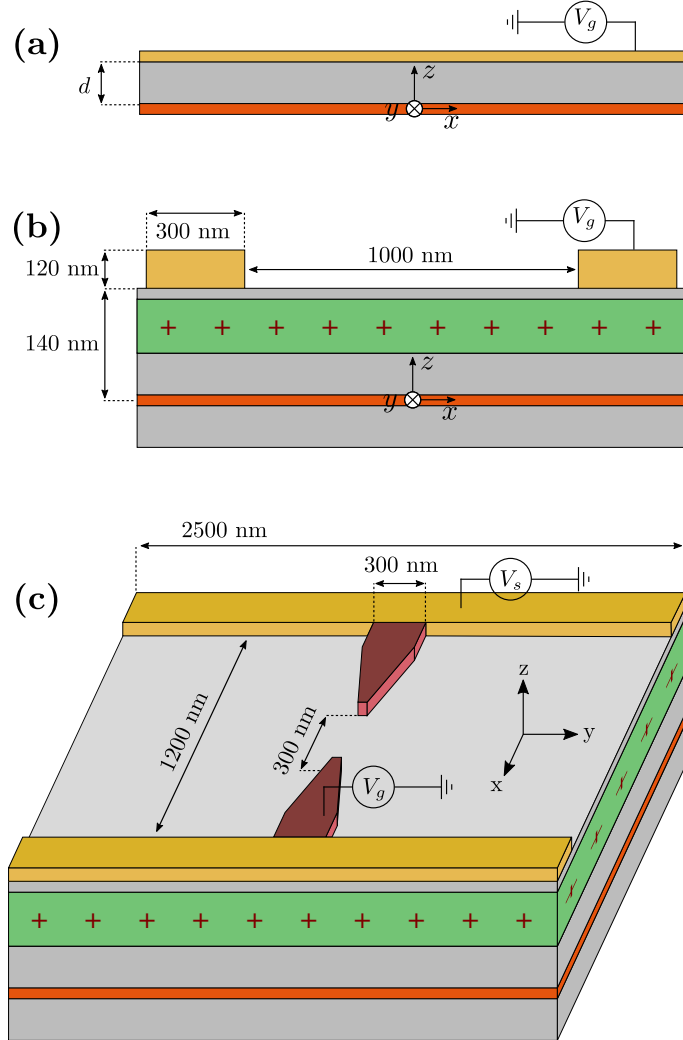 (a)
V_g
d
z
y
x
(b)
300 nm
V_g
120 nm
1000 nm
140 nm
+ + + + + + + + + +
z
y
x
2500 nm
300 nm
V_s
(c)
1200 nm
300 nm
z
y
x
V_g
+ + + + +
+ + + + + + + + + +